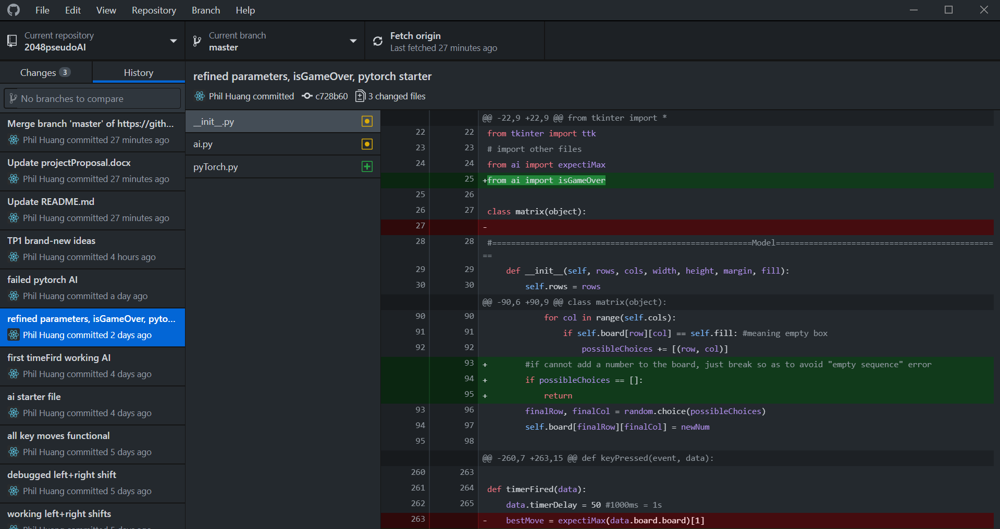 File Edit View Repository Branch Help
Current repository
2048pseudoAI
Current branch
master
Fetch origin
Last fetched 27 minutes ago
Changes 3
History
No branches to compare
Merge branch 'master' of https://gith...
Phil Huang committed 27 minutes ago
Update projectProposal.docx
Phil Huang committed 27 minutes ago
Update README.md
Phil Huang committed 27 minutes ago
TP1 brand-new ideas
Phil Huang committed 4 hours ago
failed pytorch AI
Phil Huang committed a day ago
refined parameters, isGameOver, pyto...
Phil Huang committed 2 days ago
first timeFird working AI
Phil Huang committed 4 days ago
ai starter file
Phil Huang committed 4 days ago
all key moves functional
Phil Huang committed 5 days ago
debugged left+right shift
Phil Huang committed 5 days ago
working left+right shifts
Phil Huang committed 5 days ago
refined parameters, isGameOver, pytorch starter
Phil Huang committed c728b60 3 changed files
__init__.py
ai.py
pyTorch.py
@@ -22,9 +22,9 @@ from tkinter import *
22 22 from tkinter import ttk
23 23 # import other files
24 24 from ai import expectiMax
25 +from ai import isGameOver
25 26
26 27 class matrix(object):
27 -
28 28 #=======================================================Model==============================================
==
29 29 def __init__(self, rows, cols, width, height, margin, fill):
30 30 self.rows = rows
@@ -90,6 +90,9 @@ class matrix(object):
90 90 for col in range(self.cols):
91 91 if self.board[row][col] == self.fill: #meaning empty box
92 92 possibleChoices += [(row, col)]
93 + #if cannot add a number to the board, just break so as to avoid "empty sequence" error
94 + if possibleChoices == []:
95 + return
93 96 finalRow, finalCol = random.choice(possibleChoices)
94 97 self.board[finalRow][finalCol] = newNum
95 98
@@ -260,7 +263,15 @@ def keyPressed(event, data):
260 263
261 264 def timerFired(data):
262 265 data.timerDelay = 50 #1000ms = 1s
263 - bestMove = expectiMax(data.board.board)[1]